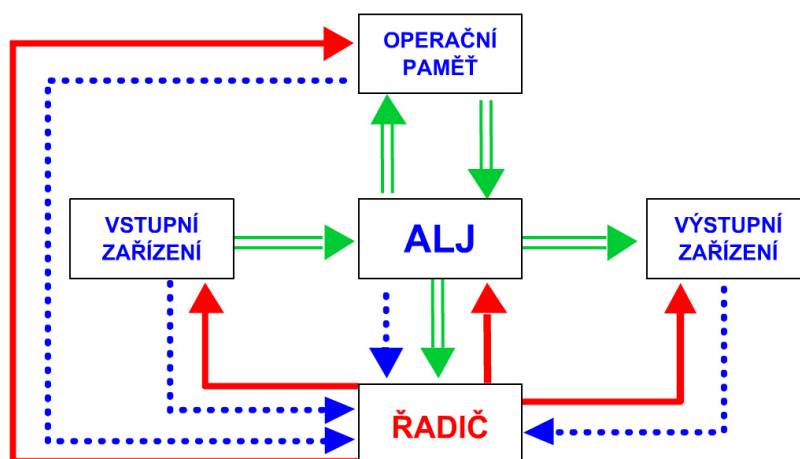 OPERAČNÍ
PAMĚŤ
VSTUPNÍ
ZAŘÍZENÍ
ALJ
VÝSTUPNÍ
ZAŘÍZENÍ
ŘADIČ